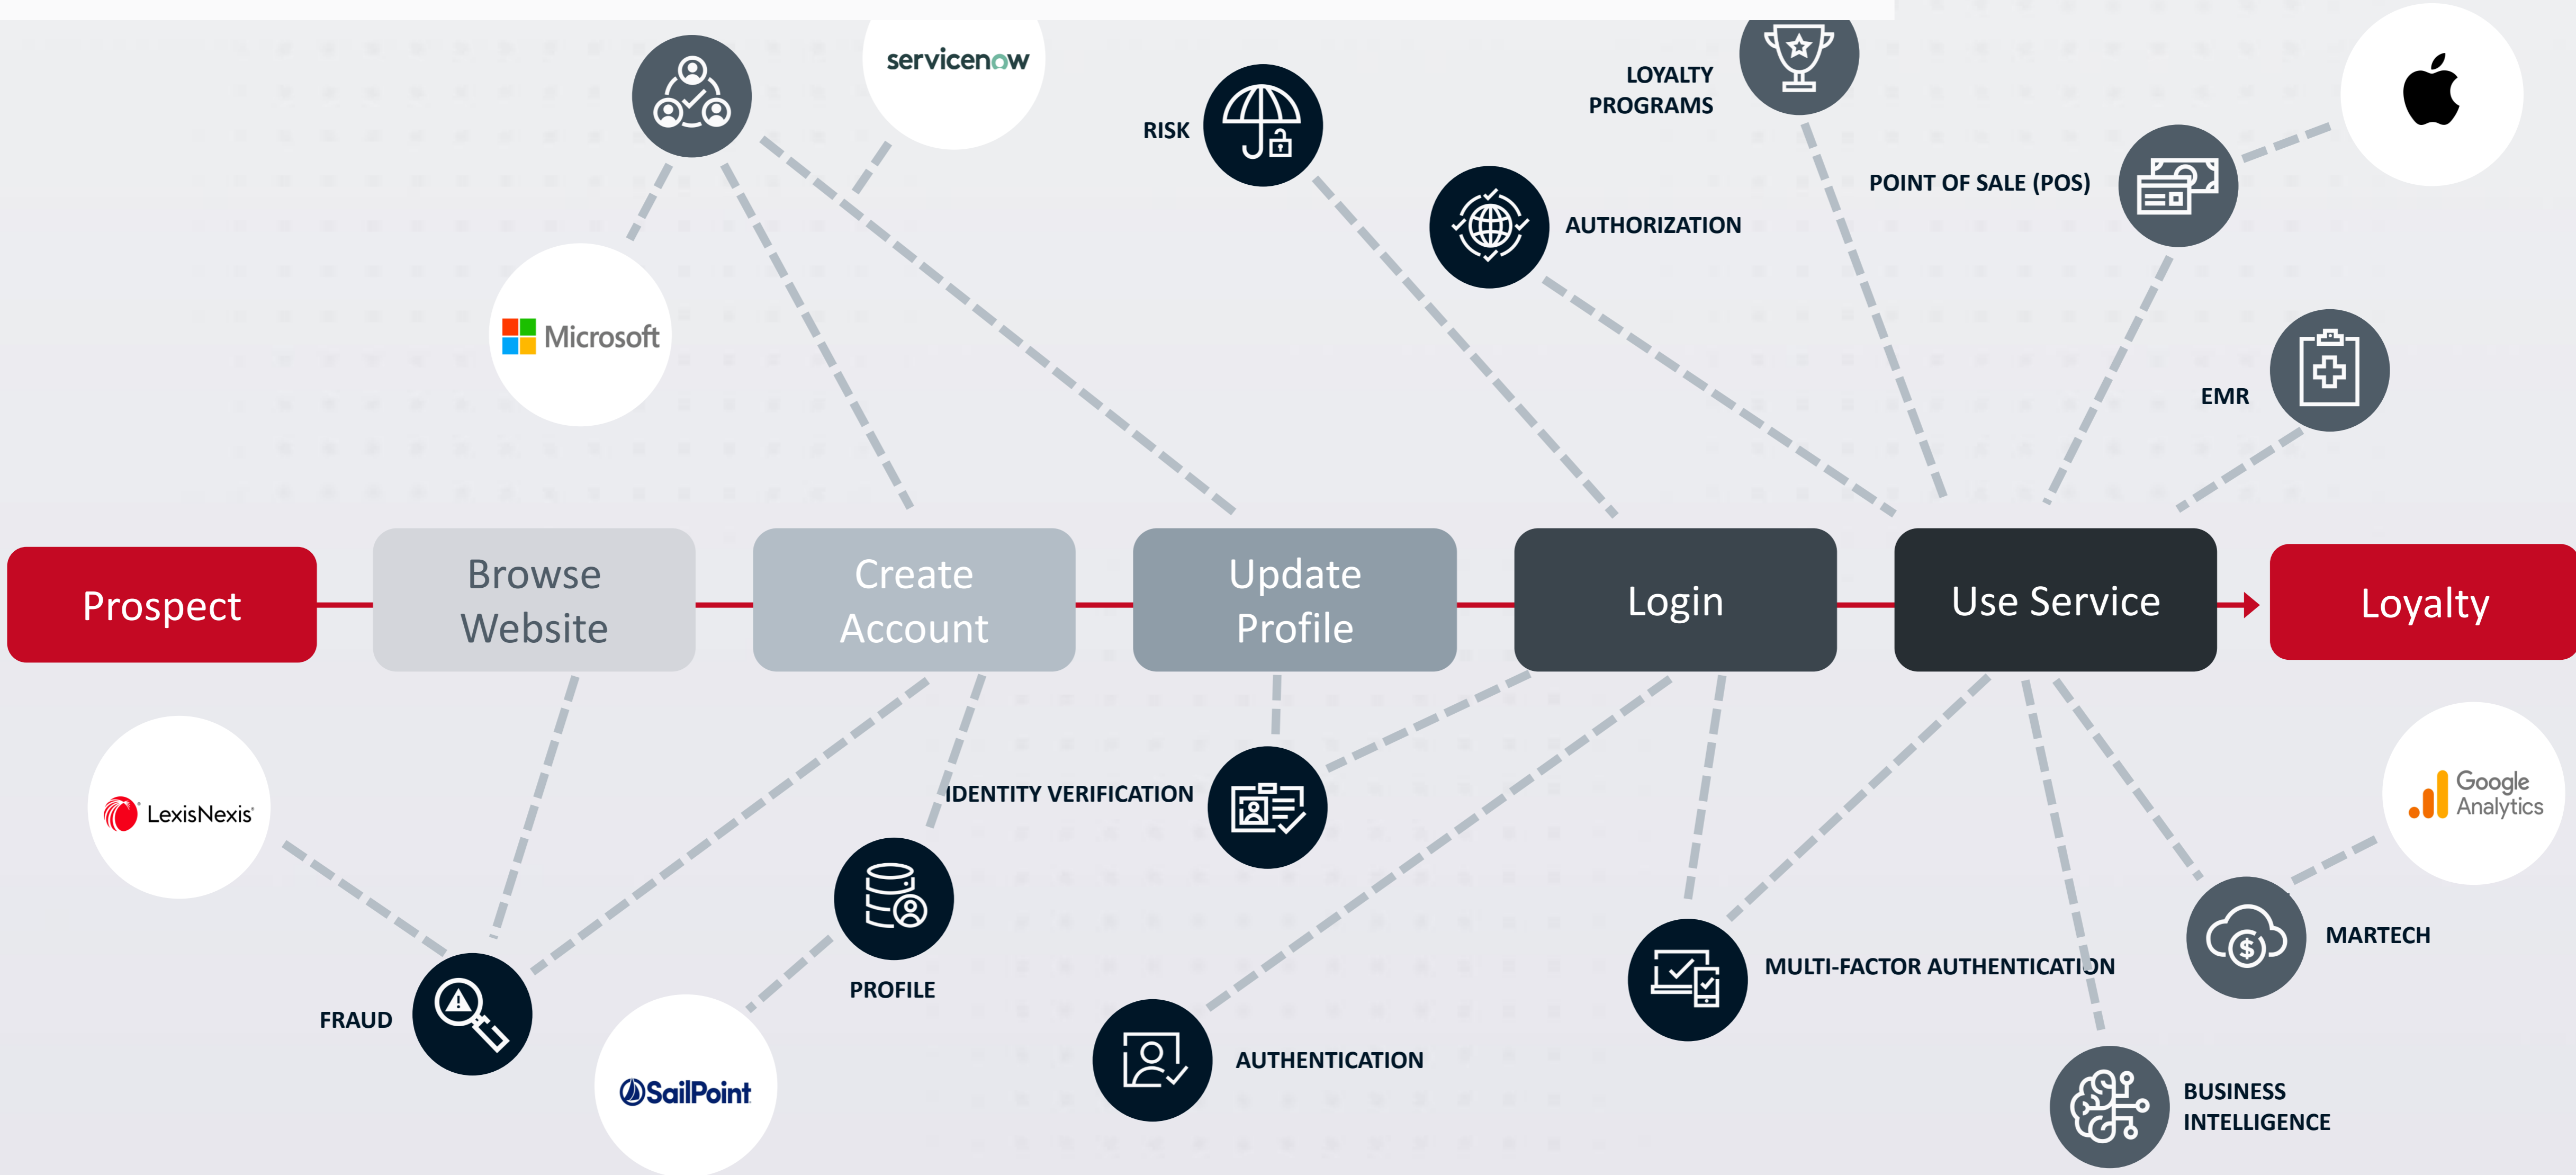 servicenow
LOYALTY
PROGRAMS
RISK
POINT OF SALE (POS)
AUTHORIZATION
Microsoft
EMR
Prospect
Browse
Website
Create
Account
Update
Profile
Login
Use Service
Loyalty
LexisNexis®
IDENTITY VERIFICATION
Google
Analytics
FRAUD
PROFILE
SailPoint
AUTHENTICATION
MULTI-FACTOR AUTHENTICATION
MARTECH
BUSINESS
INTELLIGENCE